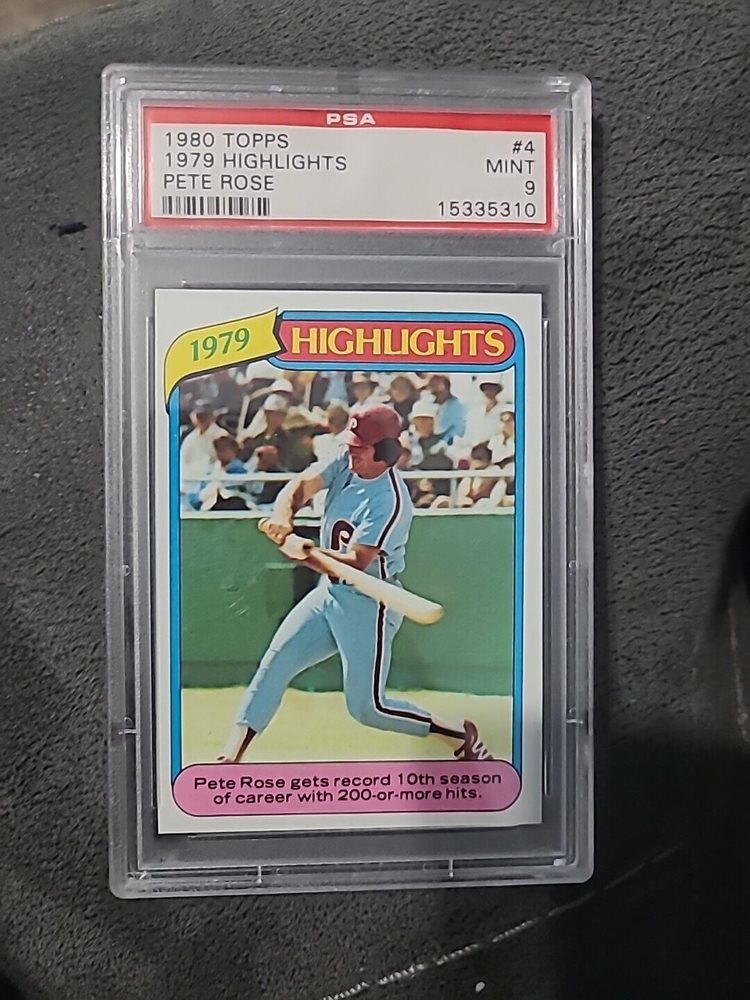 PSA
1980 TOPPS #4
1979 HIGHLIGHTS MINT
PETE ROSE 9
15335310
1979 HIGHLIGHTS
P
P
Pete Rose gets record 10th season
of career with 200-or-more hits.